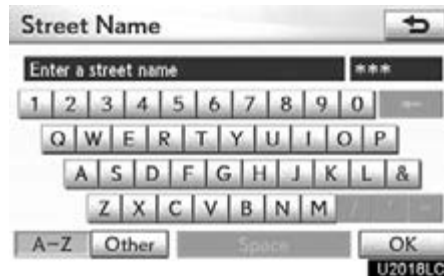 Street Name
Enter a street name ***
1 2 3 4 5 6 7 8 9 0 ←
Q W E R T Y U I O P
A S D F G H J K L &
Z X C V B N M / ' -
A-Z Other Space OK
U2018LC